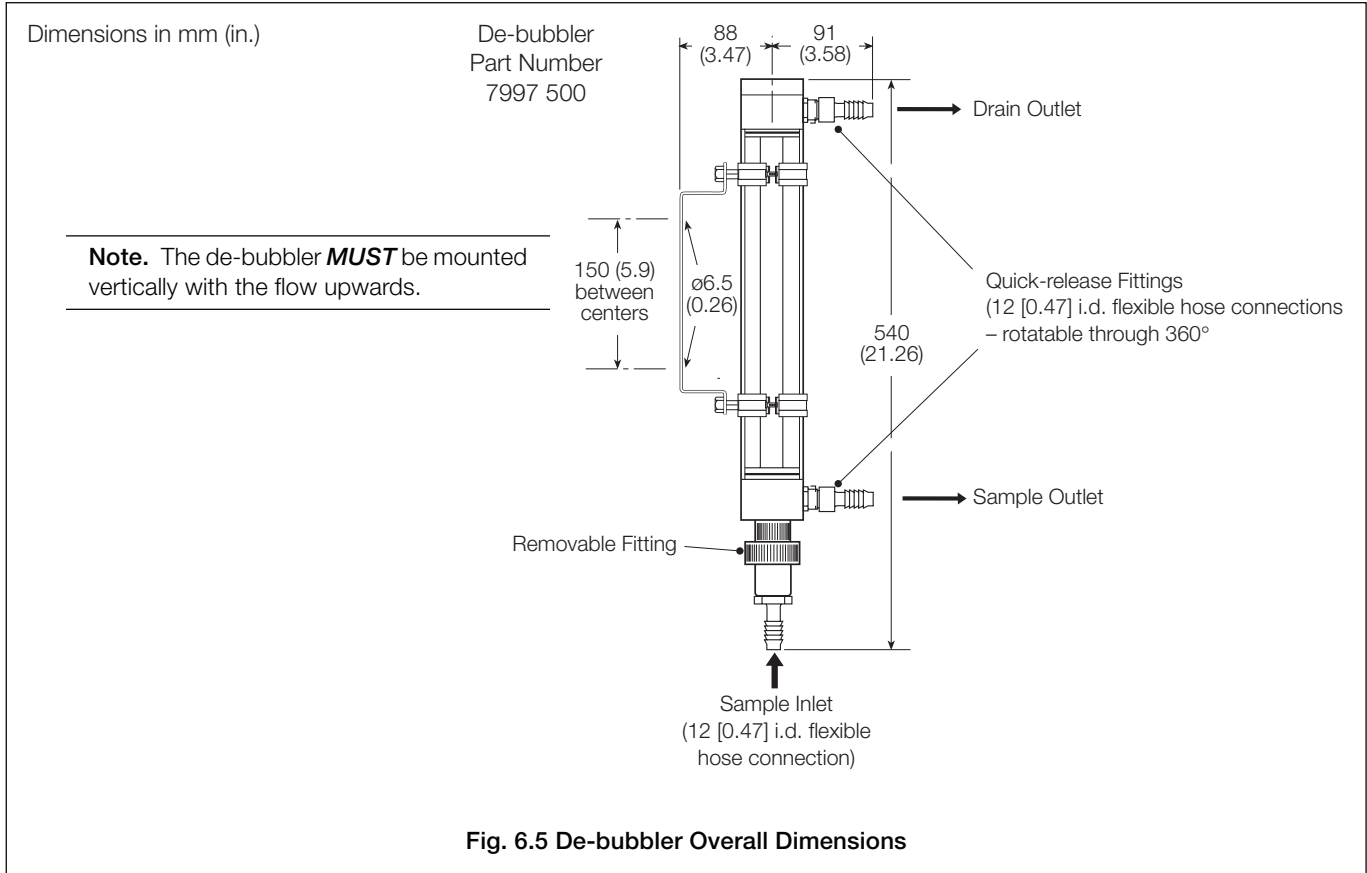 Dimensions in mm (in.)
De-bubbler
Part Number
7997 500
88
(3.47)
91
(3.58)
Drain Outlet
Note. The de-bubbler MUST be mounted
vertically with the flow upwards.
150 (5.9)
between
centers
ø6.5
(0.26)
Quick-release Fittings
(12 [0.47] i.d. flexible hose connections
– rotatable through 360°
540
(21.26)
Sample Outlet
Removable Fitting
Sample Inlet
(12 [0.47] i.d. flexible
hose connection)
Fig. 6.5 De-bubbler Overall Dimensions